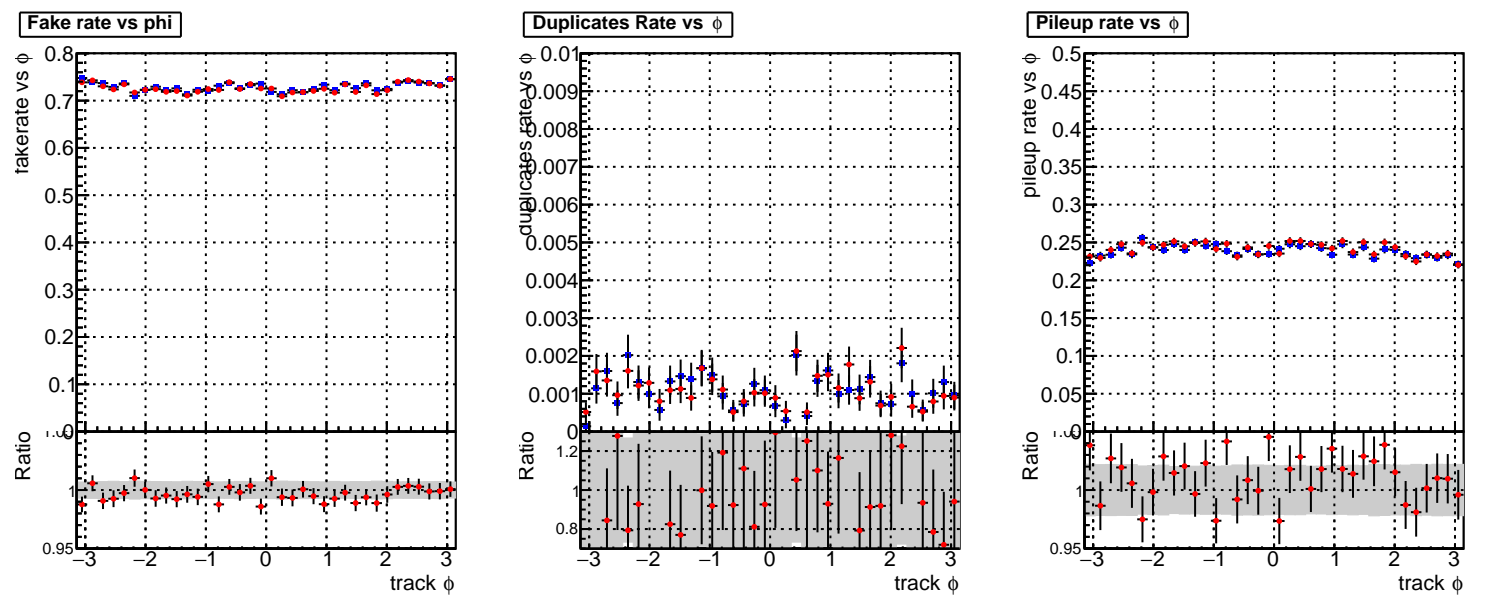 Fake rate vs phi
fakerate vs ϕ
0.8
0.7
0.6
0.5
0.4
0.3
0.2
0.1
0
Ratio
1
0.95
−3 −2 −1 0 1 2 3
track ϕ
Duplicates Rate vs ϕ
duplicates rate vs ϕ
0.01
0.009
0.008
0.007
0.006
0.005
0.004
0.003
0.002
0.001
0
Ratio
1.2
1
0.8
−3 −2 −1 0 1 2 3
track ϕ
Pileup rate vs ϕ
pileup rate vs ϕ
0.5
0.45
0.4
0.35
0.3
0.25
0.2
0.15
0.1
0.05
0
Ratio
1
0.95
−3 −2 −1 0 1 2 3
track ϕ